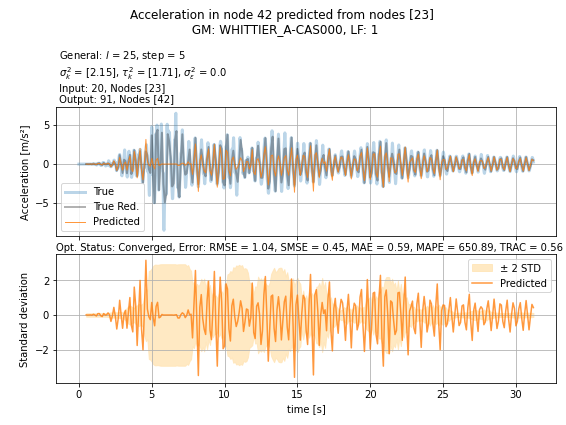 Acceleration in node 42 predicted from nodes [23]
GM: WHITTIER_A-CAS000, LF: 1
General: l = 25, step = 5
σ²ₖ = [2.15], τ²ₖ = [1.71], σ²ε = 0.0
Input: 20, Nodes [23]
Output: 91, Nodes [42]
Acceleration [m/s²]
5
0
−5
True
True Red.
Predicted
Opt. Status: Converged, Error: RMSE = 1.04, SMSE = 0.45, MAE = 0.59, MAPE = 650.89, TRAC = 0.56
Standard deviation
2
0
−2
± 2 STD
Predicted
0 5 10 15 20 25 30
time [s]